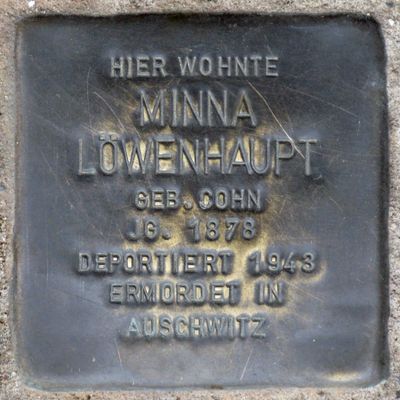 HIER WOHNTE
MINNA
LÖWENHAUPT
GEB. COHN
JG. 1878
DEPORTIERT 1943
ERMORDET IN
AUSCHWITZ